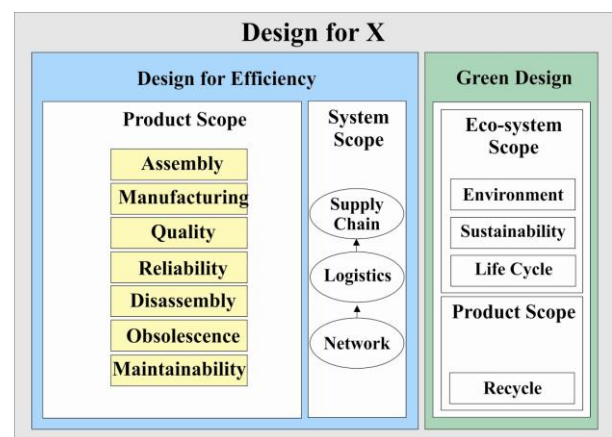 Design for X
Design for Efficiency
Product Scope
Assembly
Manufacturing
Quality
Reliability
Disassembly
Obsolescence
Maintainability
System
Scope
Supply
Chain
Logistics
Network
Green Design
Eco-system
Scope
Environment
Sustainability
Life Cycle
Product Scope
Recycle